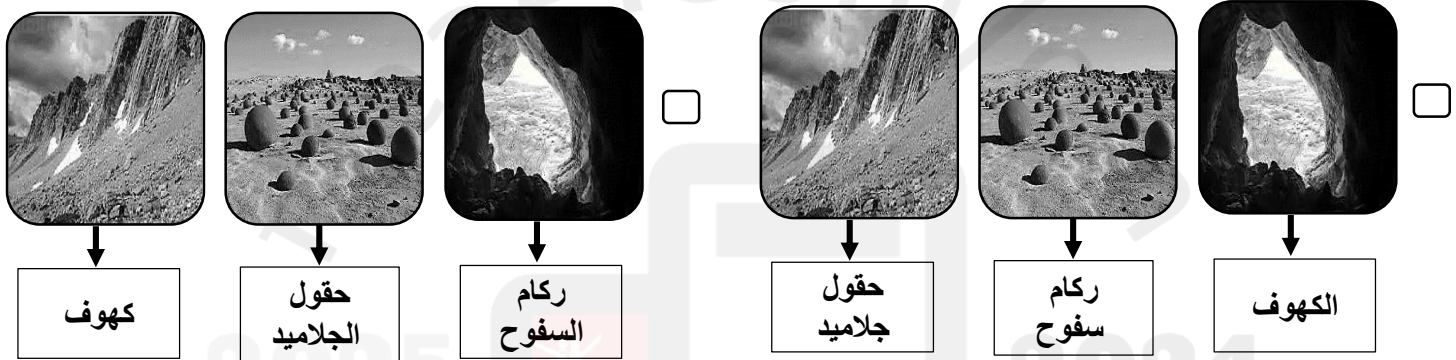 الكهوف
ركام
سفوح
حقول
جلاميد
ركام
السفوح
حقول
الجلاميد
كهوف